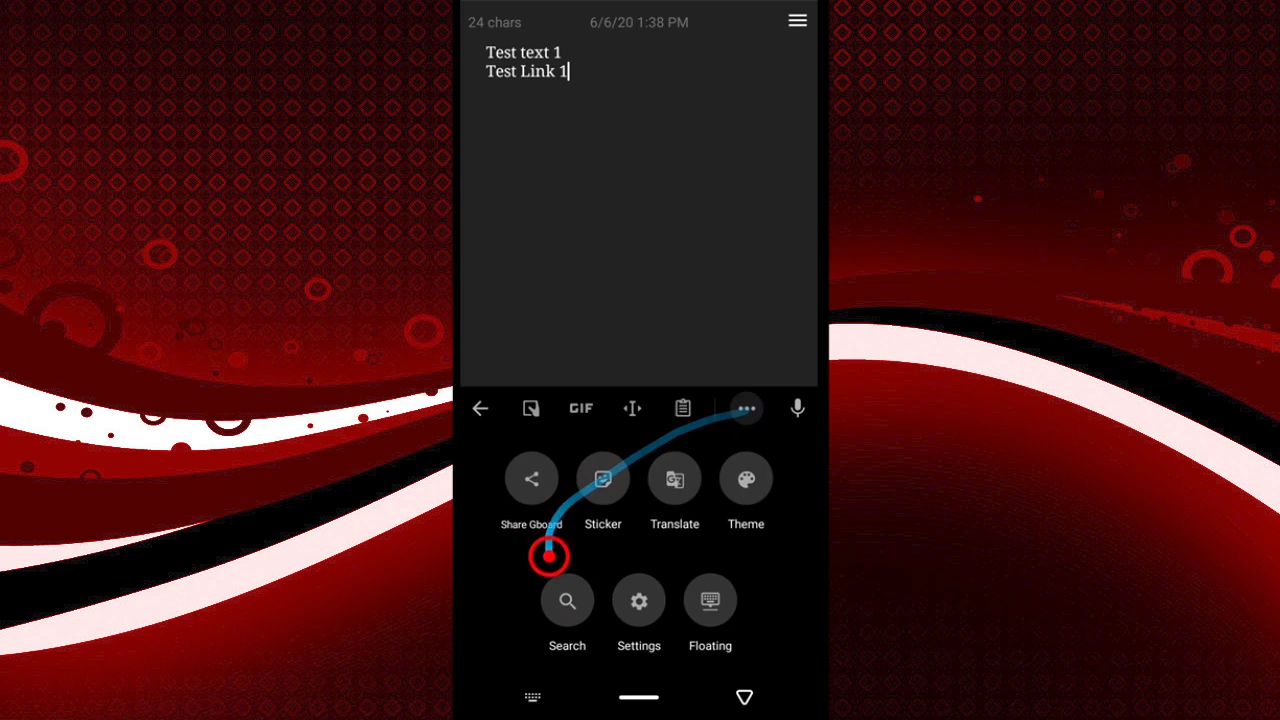 24 chars 6/6/20 1:38 PM
Test text 1
Test Link 1
GIF
Share Gboard Sticker Translate Theme
Search Settings Floating